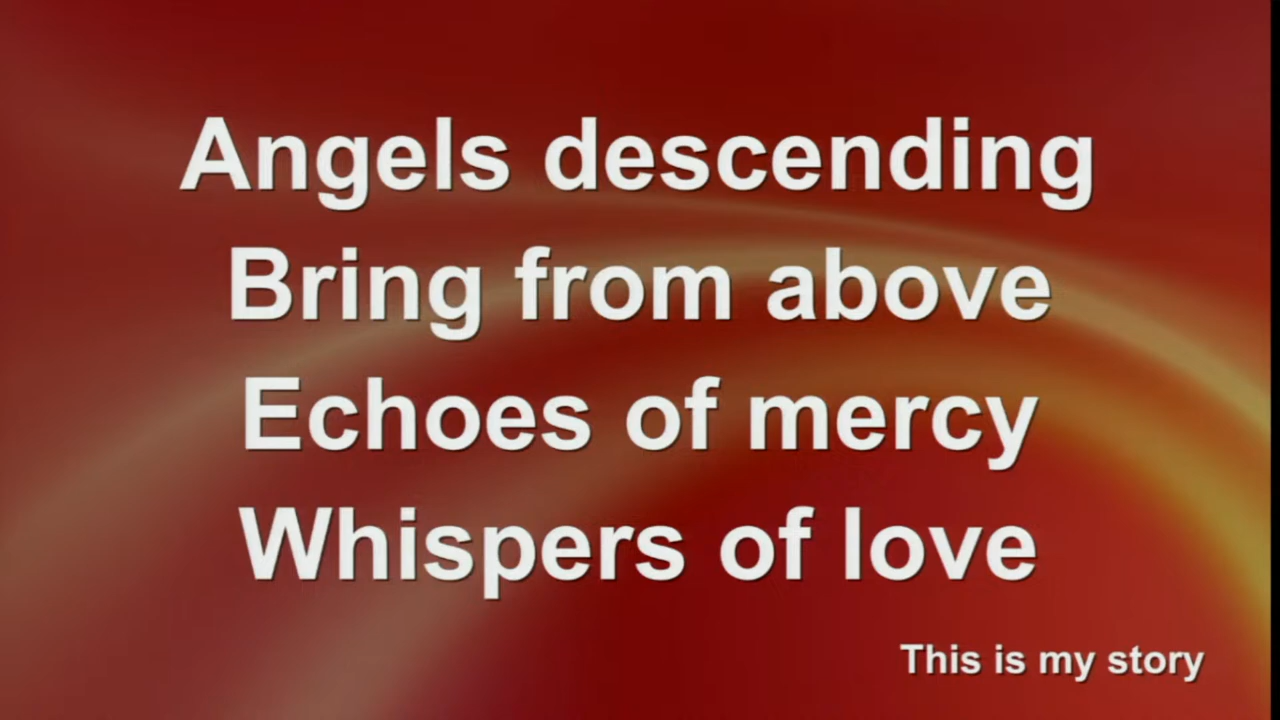 Angels descending
Bring from above
Echoes of mercy
Whispers of love
This is my story